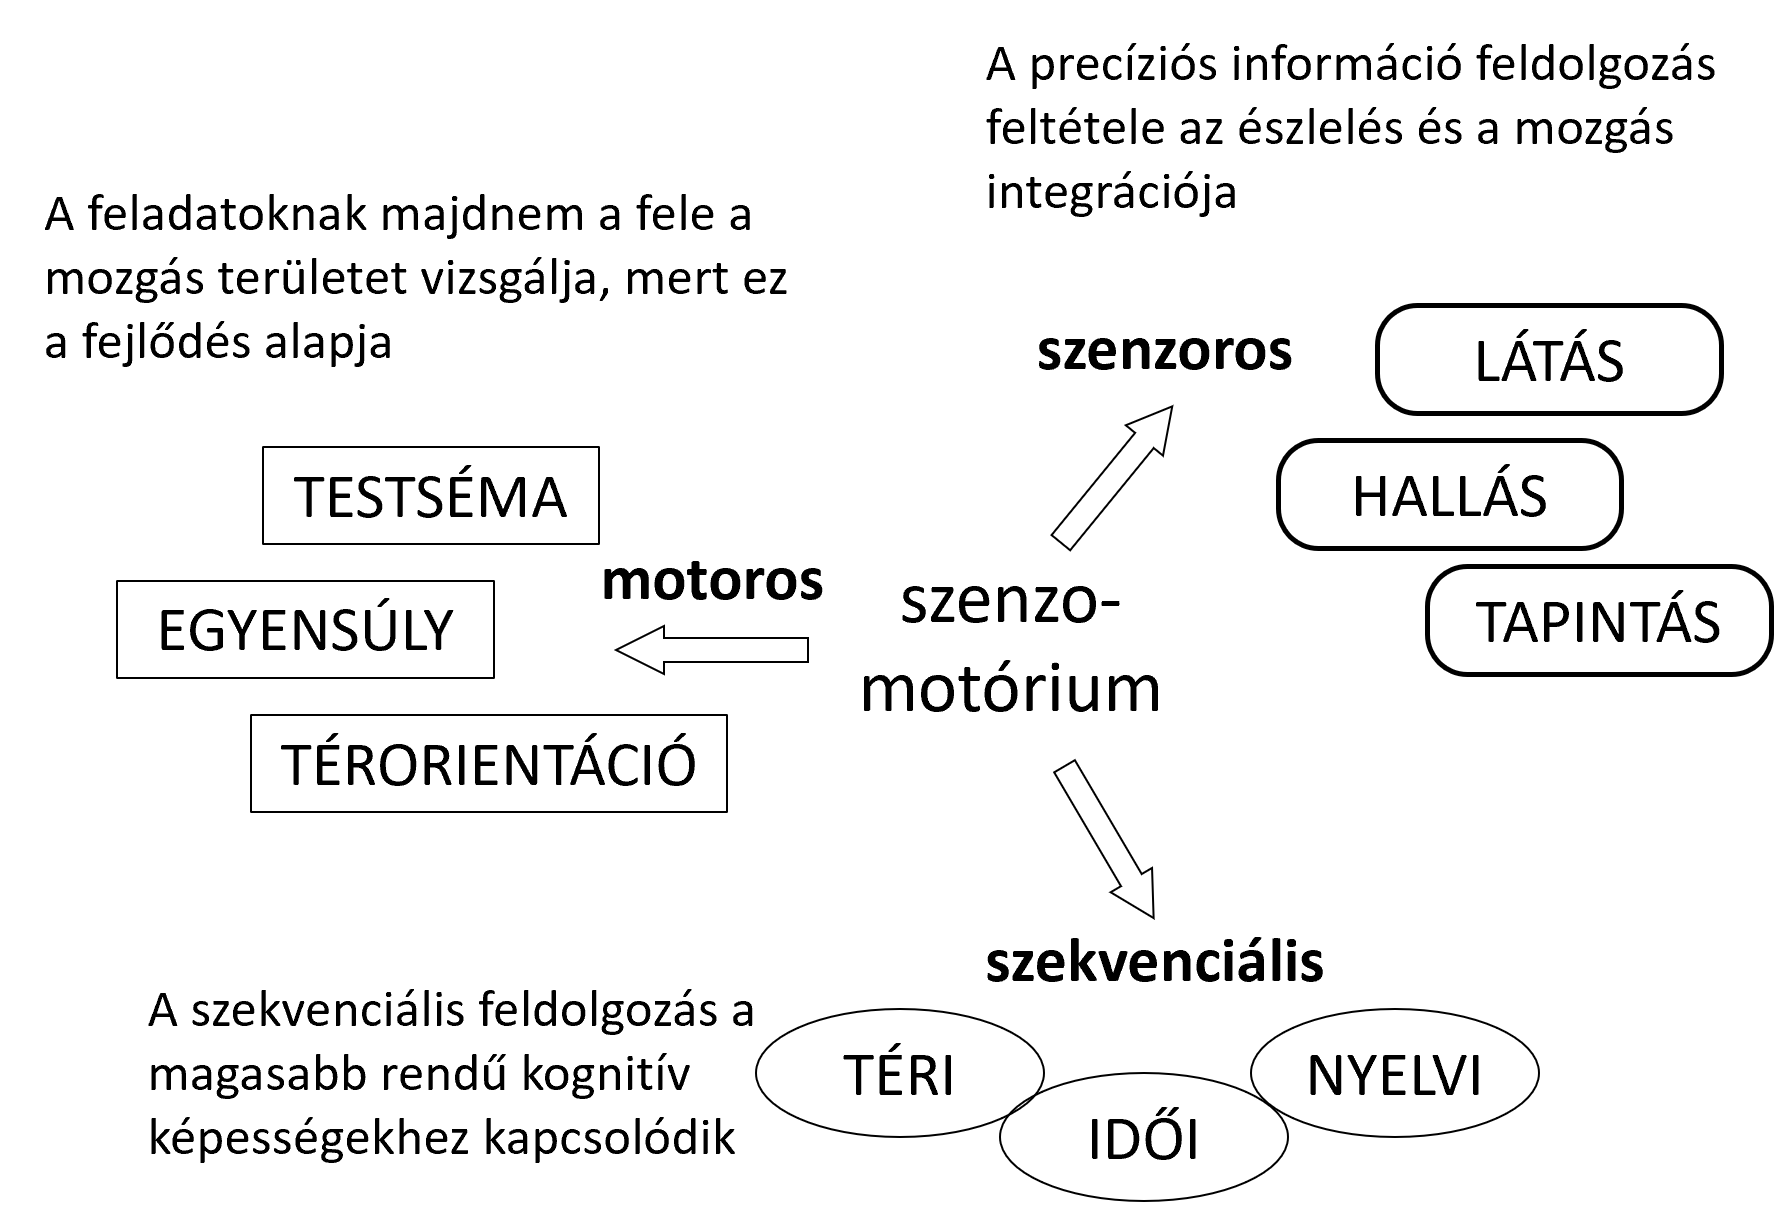 A precíziós információ feldolgozás
feltétele az észlelés és a mozgás
integrációja
A feladatoknak majdnem a fele a
mozgás területet vizsgálja, mert ez
a fejlődés alapja
szenzoros
LÁTÁS
HALLÁS
TAPINTÁS
TESTSÉMA
EGYENSÚLY
TÉRORIENTÁCIÓ
motoros
szenzo-
motórium
szekvenciális
TÉRI
IDŐI
NYELVI
A szekvenciális feldolgozás a
magasabb rendű kognitív
képességekhez kapcsolódik